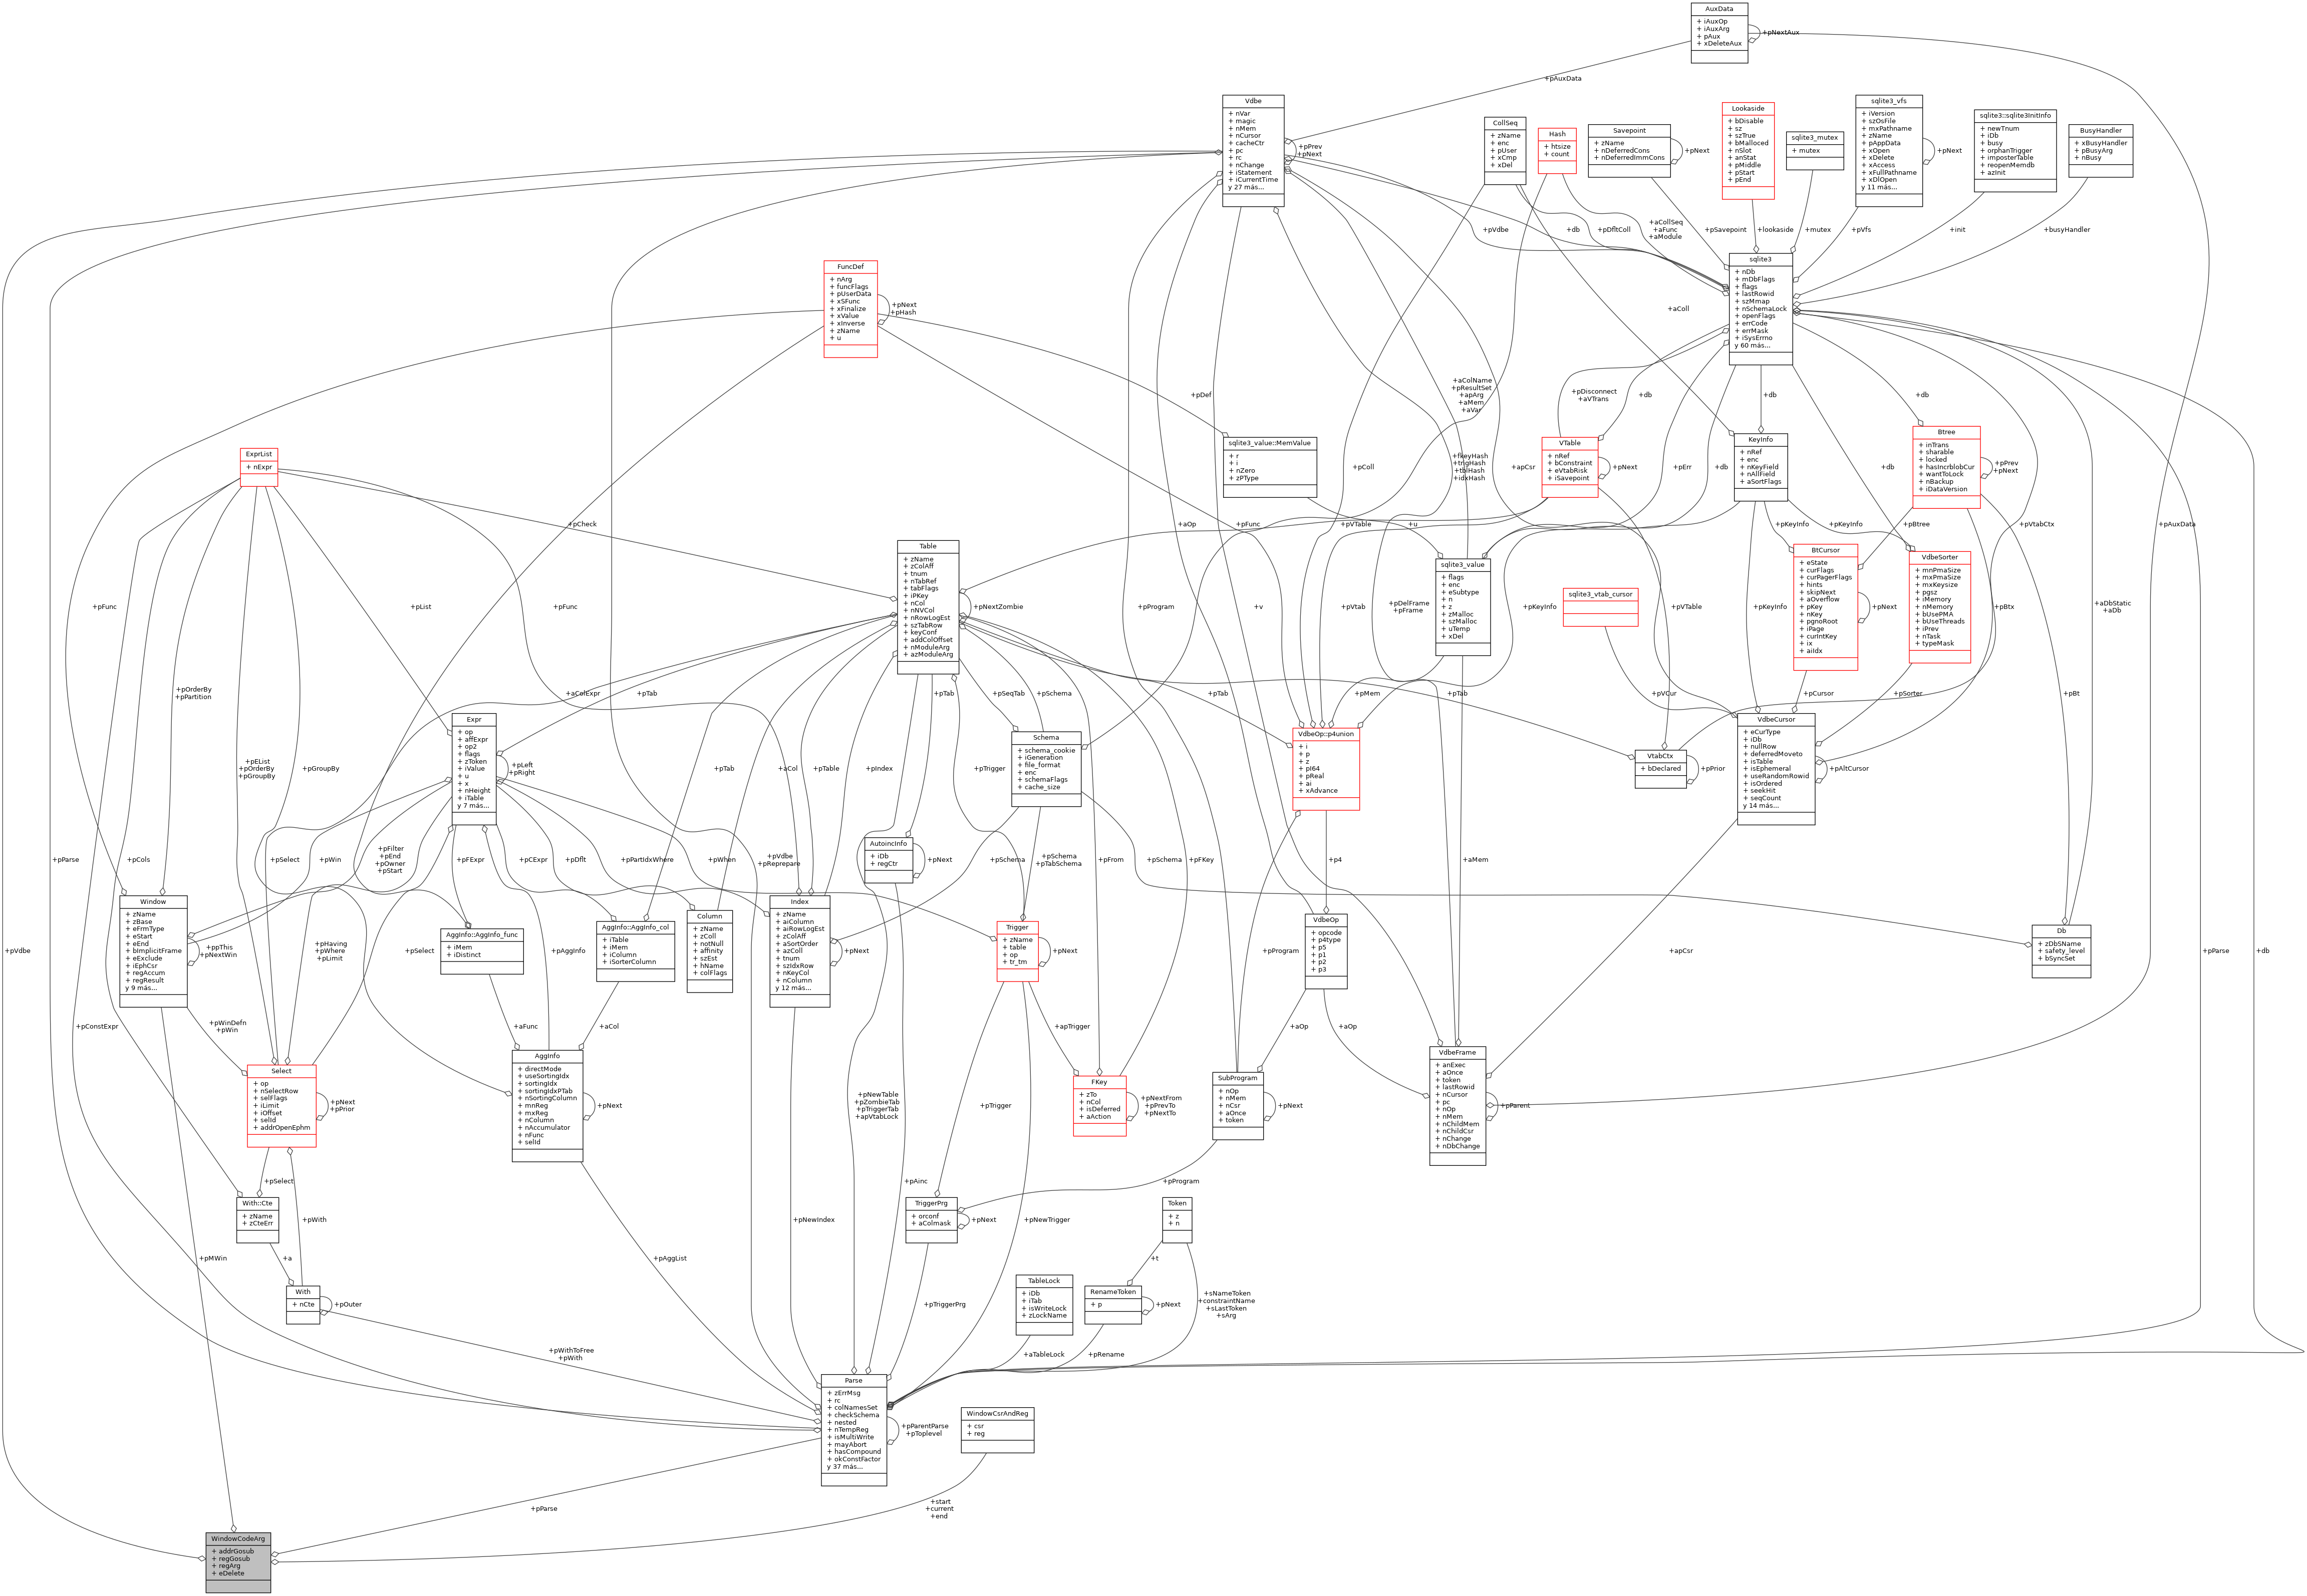 AuxData
+ iAuxOp
+ iAuxArg
+ pAux
+ xDeleteAux
+pNextAux
+pAuxData
Vdbe
+ nVar
+ magic
+ nMem
+ nCursor
+ cacheCtr
+ pc
+ rc
+ nChange
+ iStatement
+ iCurrentTime
y 27 más...
+pPrev
+pNext
CollSeq
+ zName
+ enc
+ pUser
+ xCmp
+ xDel
Hash
+ htsize
+ count
Savepoint
+ zName
+ nDeferredCons
+ nDeferredImmCons
+pNext
Lookaside
+ bDisable
+ sz
+ szTrue
+ bMalloced
+ nSlot
+ anStat
+ pMiddle
+ pStart
+ pEnd
sqlite3_mutex
+ mutex
sqlite3_vfs
+ iVersion
+ szOsFile
+ mxPathname
+ zName
+ pAppData
+ xOpen
+ xDelete
+ xAccess
+ xFullPathname
+ xDlOpen
y 11 más...
+pNext
sqlite3::sqlite3InitInfo
+ newTnum
+ iDb
+ busy
+ orphanTrigger
+ imposterTable
+ reopenMemdb
+ azInit
BusyHandler
+ xBusyHandler
+ pBusyArg
+ nBusy
+pVdbe
+db
+pDfltColl
+aCollSeq
+aFunc
+aModule
+pSavepoint
+lookaside
+mutex
+pVfs
+init
+busyHandler
sqlite3
+ nDb
+ mDbFlags
+ flags
+ lastRowid
+ szMmap
+ nSchemaLock
+ openFlags
+ errCode
+ errMask
+ iSysErrno
y 60 más...
FuncDef
+ nArg
+ funcFlags
+ pUserData
+ xSFunc
+ xFinalize
+ xValue
+ xInverse
+ zName
+ u
+pNext
+pHash
+aColl
+pDef
+aColName
+pResultSet
+apArg
+aMem
+aVar
+pDisconnect
+aVTrans
+db
+db
+db
sqlite3_value::MemValue
+ r
+ i
+ nZero
+ zPType
VTable
+ nRef
+ bConstraint
+ eVtabRisk
+ iSavepoint
+pNext
KeyInfo
+ nRef
+ enc
+ nKeyField
+ nAllField
+ aSortFlags
Btree
+ inTrans
+ sharable
+ locked
+ hasIncrblobCur
+ wantToLock
+ nBackup
+ iDataVersion
+pPrev
+pNext
ExprList
+ nExpr
+pColl
+fkeyHash
+trigHash
+tblHash
+idxHash
+apCsr
+pErr
+db
+db
+pCheck
+aOp
+pFunc
+pVTable
+u
+pKeyInfo
+pKeyInfo
+pBtree
+pVtabCtx
+pAuxData
Table
+ zName
+ zColAff
+ tnum
+ nTabRef
+ tabFlags
+ iPKey
+ nCol
+ nNVCol
+ nRowLogEst
+ szTabRow
+ keyConf
+ addColOffset
+ nModuleArg
+ azModuleArg
+pNextZombie
sqlite3_value
+ flags
+ enc
+ eSubtype
+ n
+ z
+ zMalloc
+ szMalloc
+ uTemp
+ xDel
sqlite3_vtab_cursor
BtCursor
+ eState
+ curFlags
+ curPagerFlags
+ hints
+ skipNext
+ aOverflow
+ pKey
+ nKey
+ pgnoRoot
+ iPage
+ curIntKey
+ ix
+ aiIdx
+pNext
VdbeSorter
+ mnPmaSize
+ mxPmaSize
+ mxKeysize
+ pgsz
+ iMemory
+ nMemory
+ bUsePMA
+ bUseThreads
+ iPrev
+ nTask
+ typeMask
+pFunc
+pList
+pFunc
+pProgram
+v
+pVtab
+pDelFrame
+pFrame
+pKeyInfo
+pVTable
+pKeyInfo
+pBtx
+aDbStatic
+aDb
+pOrderBy
+pPartition
+aColExpr
+pTab
+pTab
+pSeqTab
+pSchema
+pTab
+pMem
+pTab
+pVCur
+pCursor
+pSorter
+pBt
Expr
+ op
+ affExpr
+ op2
+ flags
+ zToken
+ iValue
+ u
+ x
+ nHeight
+ iTable
y 7 más...
+pLeft
+pRight
Schema
+ schema_cookie
+ iGeneration
+ file_format
+ enc
+ schemaFlags
+ cache_size
VdbeOp::p4union
+ i
+ p
+ z
+ pI64
+ pReal
+ ai
+ xAdvance
VtabCtx
+ bDeclared
+pPrior
VdbeCursor
+ eCurType
+ iDb
+ nullRow
+ deferredMoveto
+ isTable
+ isEphemeral
+ useRandomRowid
+ isOrdered
+ seekHit
+ seqCount
y 14 más...
+pAltCursor
+pEList
+pOrderBy
+pGroupBy
+pGroupBy
+pTab
+aCol
+pTable
+pIndex
+pTrigger
AutoincInfo
+ iDb
+ regCtr
+pNext
+pParse
+pCols
+pFilter
+pEnd
+pOwner
+pStart
+pSelect
+pWin
+pFExpr
+pCExpr
+pDflt
+pPartIdxWhere
+pWhen
+pVdbe
+pReprepare
+pSchema
+pSchema
+pTabSchema
+pFrom
+pSchema
+pFKey
+p4
+aMem
Window
+ zName
+ zBase
+ eFrmType
+ eStart
+ eEnd
+ bImplicitFrame
+ eExclude
+ iEphCsr
+ regAccum
+ regResult
y 9 más...
+ppThis
+pNextWin
+pHaving
+pWhere
+pLimit
+pSelect
AggInfo::AggInfo_func
+ iMem
+ iDistinct
+pAggInfo
AggInfo::AggInfo_col
+ iTable
+ iMem
+ iColumn
+ iSorterColumn
Column
+ zName
+ zColl
+ notNull
+ affinity
+ szEst
+ hName
+ colFlags
Index
+ zName
+ aiColumn
+ aiRowLogEst
+ zColAff
+ aSortOrder
+ azColl
+ tnum
+ szIdxRow
+ nKeyCol
+ nColumn
y 12 más...
+pNext
Trigger
+ zName
+ table
+ op
+ tr_tm
+pNext
+pProgram
VdbeOp
+ opcode
+ p4type
+ p5
+ p1
+ p2
+ p3
+apCsr
Db
+ zDbSName
+ safety_level
+ bSyncSet
+pVdbe
+pParse
+db
+pConstExpr
+pWinDefn
+pWin
+aFunc
+aCol
+apTrigger
+aOp
+aOp
Select
+ op
+ nSelectRow
+ selFlags
+ iLimit
+ iOffset
+ selId
+ addrOpenEphm
+pNext
+pPrior
AggInfo
+ directMode
+ useSortingIdx
+ sortingIdx
+ sortingIdxPTab
+ nSortingColumn
+ mnReg
+ mxReg
+ nColumn
+ nAccumulator
+ nFunc
+ selId
+pNext
+pNewTable
+pZombieTab
+pTriggerTab
+apVtabLock
+pTrigger
FKey
+ zTo
+ nCol
+ isDeferred
+ aAction
+pNextFrom
+pPrevTo
+pNextTo
SubProgram
+ nOp
+ nMem
+ nCsr
+ aOnce
+ token
+pNext
VdbeFrame
+ anExec
+ aOnce
+ token
+ lastRowid
+ nCursor
+ pc
+ nOp
+ nMem
+ nChildMem
+ nChildCsr
+ nChange
+ nDbChange
+pParent
+pSelect
+pAinc
+pProgram
With::Cte
+ zName
+ zCteErr
+pWith
+pNewIndex
TriggerPrg
+ orconf
+ aColmask
+pNext
+pNewTrigger
Token
+ z
+ n
+pMWin
+a
+pAggList
+t
With
+ nCte
+pOuter
+pTriggerPrg
TableLock
+ iDb
+ iTab
+ isWriteLock
+ zLockName
RenameToken
+ p
+pNext
+sNameToken
+constraintName
+sLastToken
+sArg
+pWithToFree
+pWith
+aTableLock
+pRename
Parse
+ zErrMsg
+ rc
+ colNamesSet
+ checkSchema
+ nested
+ nTempReg
+ isMultiWrite
+ mayAbort
+ hasCompound
+ okConstFactor
y 37 más...
+pParentParse
+pToplevel
WindowCsrAndReg
+ csr
+ reg
+pParse
+start
+current
+end
WindowCodeArg
+ addrGosub
+ regGosub
+ regArg
+ eDelete